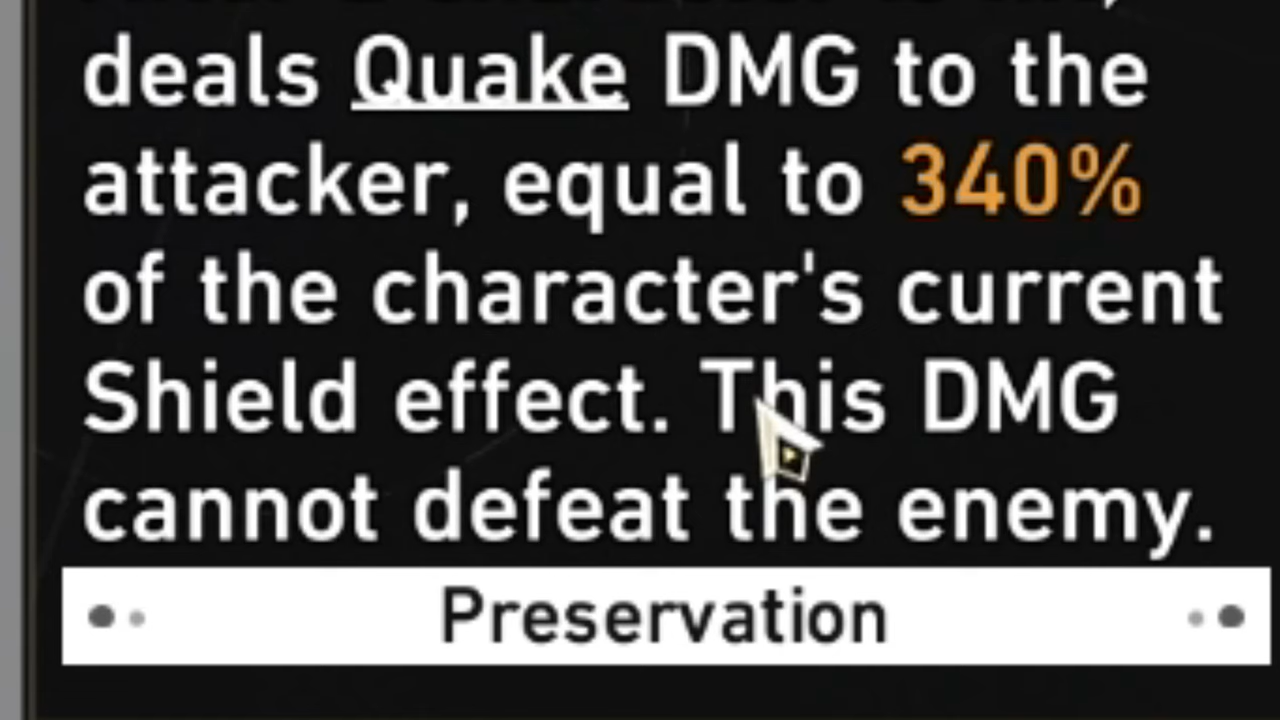 deals Quake DMG to the
attacker, equal to 340%
of the character's current
Shield effect. This DMG
cannot defeat the enemy.
Preservation